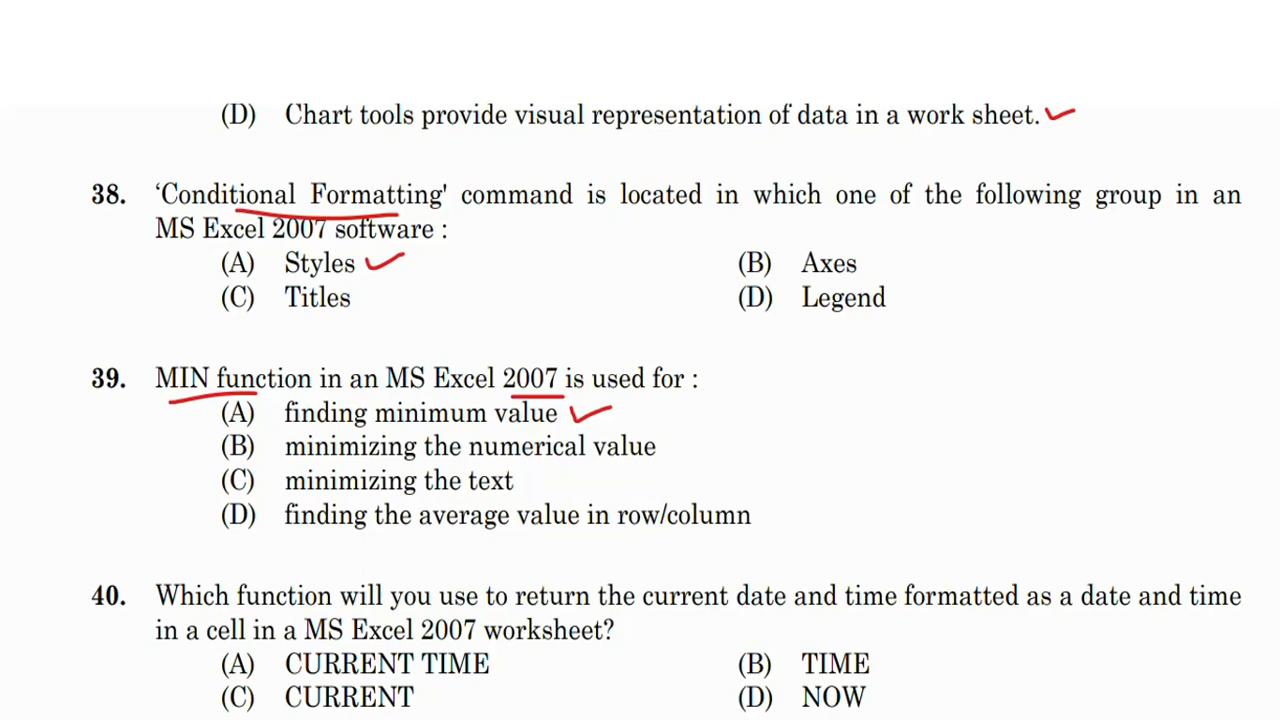 (D) Chart tools provide visual representation of data in a work sheet.
38. ‘Conditional Formatting' command is located in which one of the following group in an
MS Excel 2007 software :
(A) Styles (B) Axes
(C) Titles (D) Legend
39. MIN function in an MS Excel 2007 is used for :
(A) finding minimum value
(B) minimizing the numerical value
(C) minimizing the text
(D) finding the average value in row/column
40. Which function will you use to return the current date and time formatted as a date and time
in a cell in a MS Excel 2007 worksheet?
(A) CURRENT TIME (B) TIME
(C) CURRENT (D) NOW